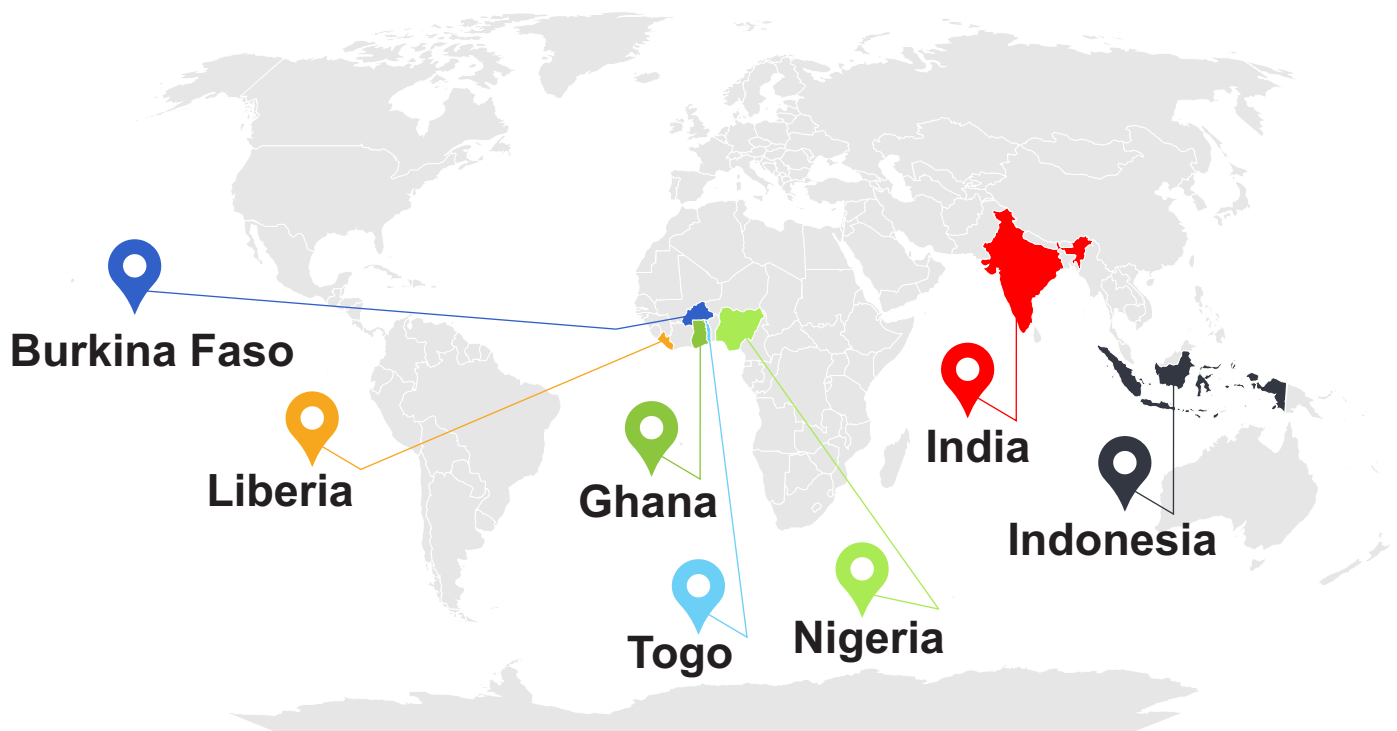 Burkina Faso
Liberia
Ghana
India
Indonesia
Togo
Nigeria